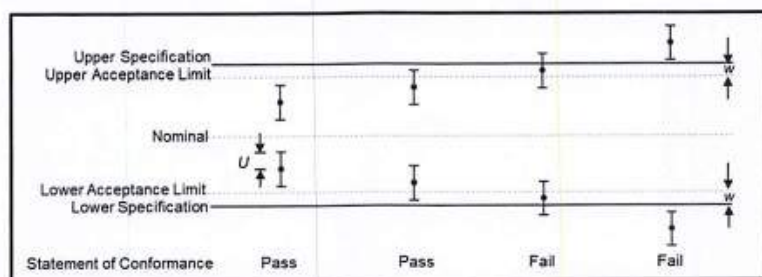 Upper Specification
Upper Acceptance Limit
w
Nominal
U
Lower Acceptance Limit
w
Lower Specification
Statement of Conformance Pass Pass Fail Fail